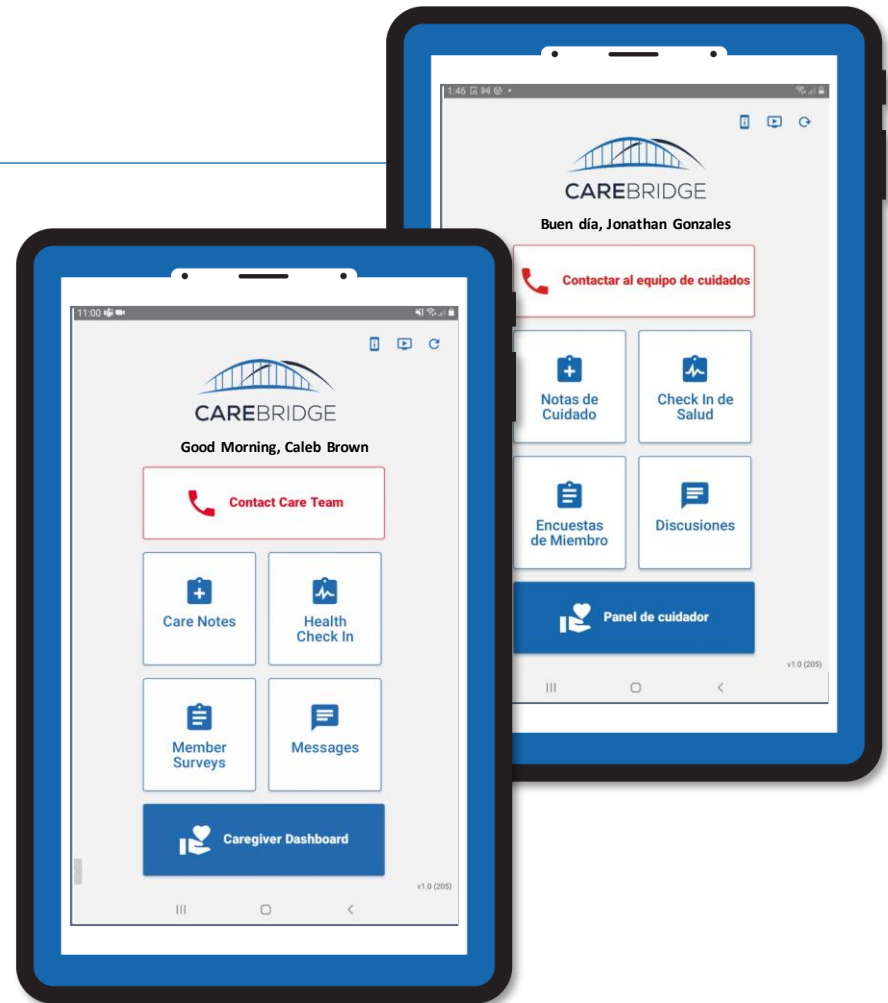 11:00
CAREBRIDGE
Good Morning, Caleb Brown
Contact Care Team
Care Notes
Health
Check In
Member
Surveys
Messages
Caregiver Dashboard
v1.0 (205)
1:46
CAREBRIDGE
Buen día, Jonathan Gonzales
Contactar al equipo de cuidados
Notas de
Cuidado
Check In de
Salud
Encuestas
de Miembro
Discusiones
Panel de cuidador
v1.0 (205)